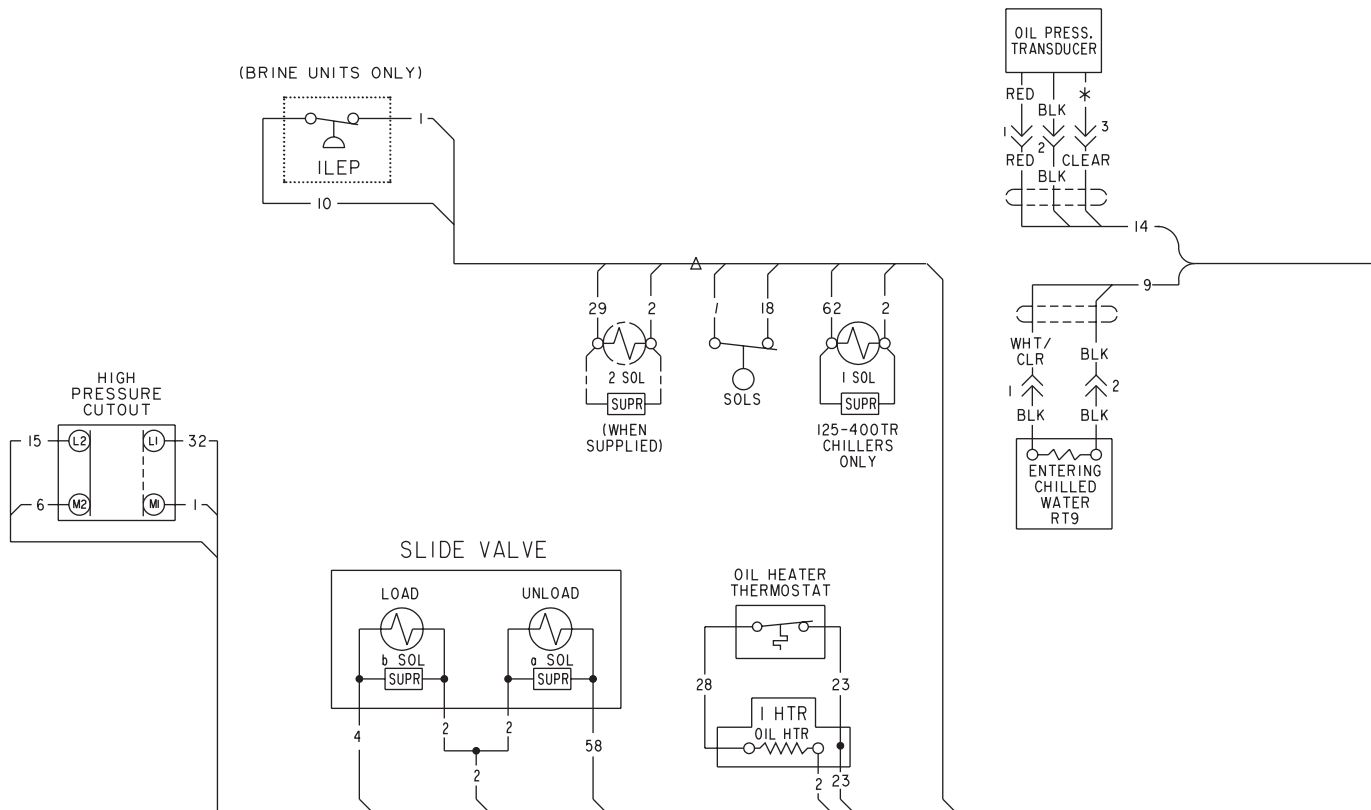 (BRINE UNITS ONLY)
1
ILEP
10
OIL PRESS.
TRANSDUCER
RED
BLK
*
1
2
3
RED
BLK
CLEAR
14
9
WHT/
CLR
BLK
1
2
BLK
BLK
ENTERING
CHILLED
WATER
RT9
29
2
1
18
62
2
2 SOL
SUPR
(WHEN
SUPPLIED)
SOLS
1 SOL
SUPR
125-400TR
CHILLERS
ONLY
HIGH
PRESSURE
CUTOUT
15
L2
L1
32
6
M2
M1
1
SLIDE VALVE
LOAD
UNLOAD
b SOL
a SOL
SUPR
SUPR
4
2
2
58
2
OIL HEATER
THERMOSTAT
28
23
1 HTR
OIL HTR
2
23